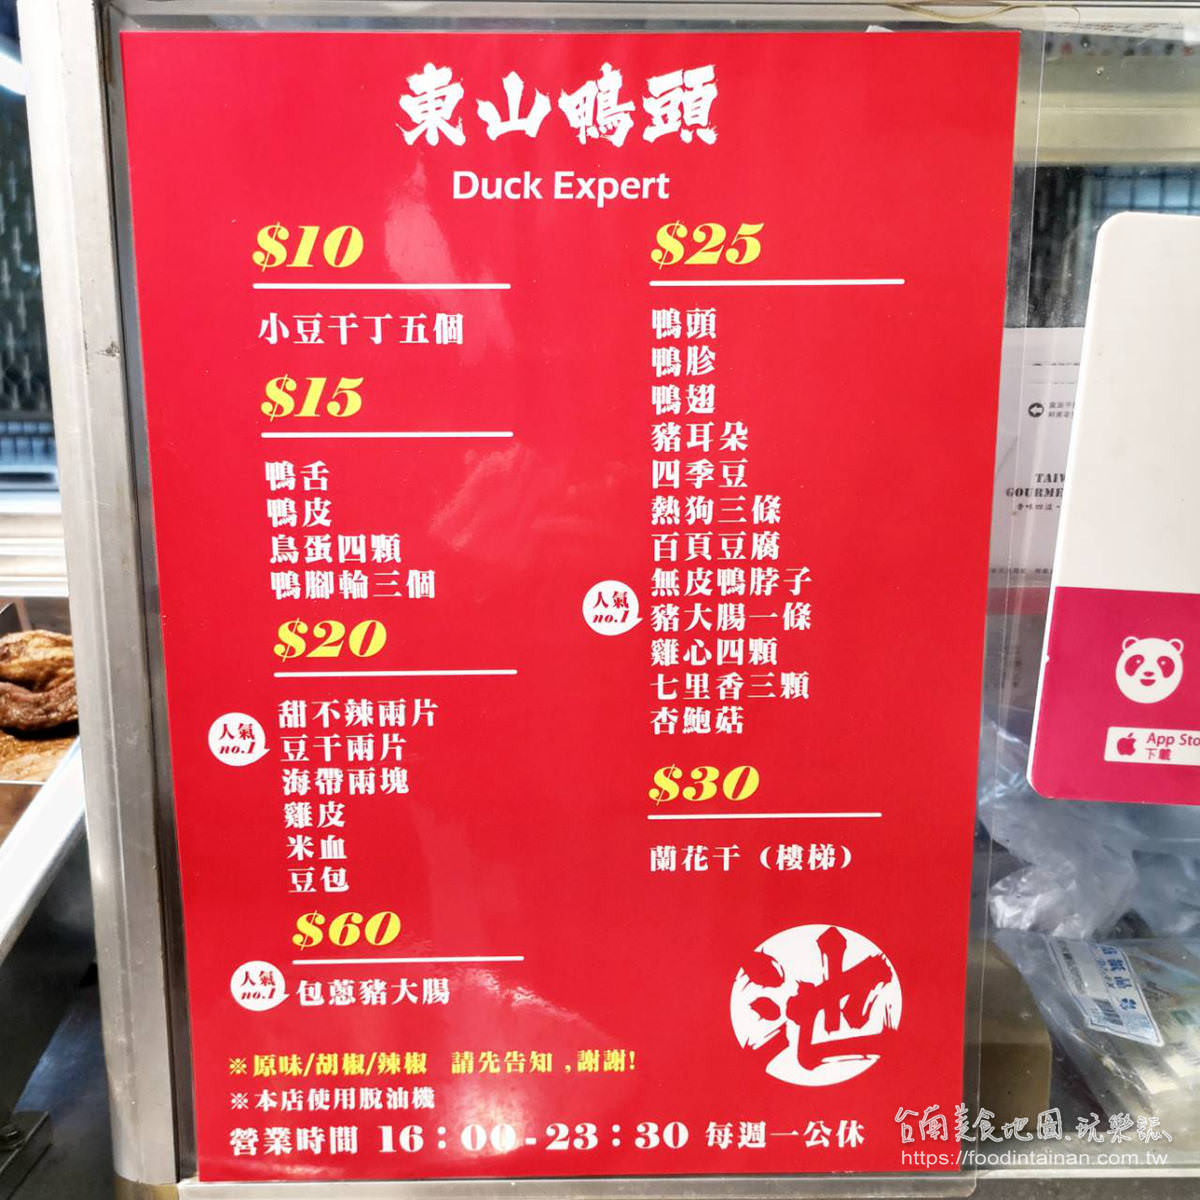 東山鴨頭
Duck Expert
$10
小豆干丁五個
$15
鴨舌
鴨皮
鳥蛋四顆
鴨腳輪三個
$20
甜不辣兩片
人氣 no.1
豆干兩片
海帶兩塊
雞皮
米血
豆包
$60
人氣 no.1
包蔥豬大腸
$25
鴨頭
鴨胗
鴨翅
豬耳朵
四季豆
熱狗三條
百頁豆腐
無皮鴨脖子
人氣 no.1
豬大腸一條
雞心四顆
七里香三顆
杏鮑菇
$30
蘭花干（樓梯）
池
※原味/胡椒/辣椒 請先告知,謝謝!
※本店使用脫油機
營業時間 16：00-23：30 每週一公休
TAIW
GOURME
App Sto
下載
台南美食地圖.玩樂誌
https://foodintainan.com.tw